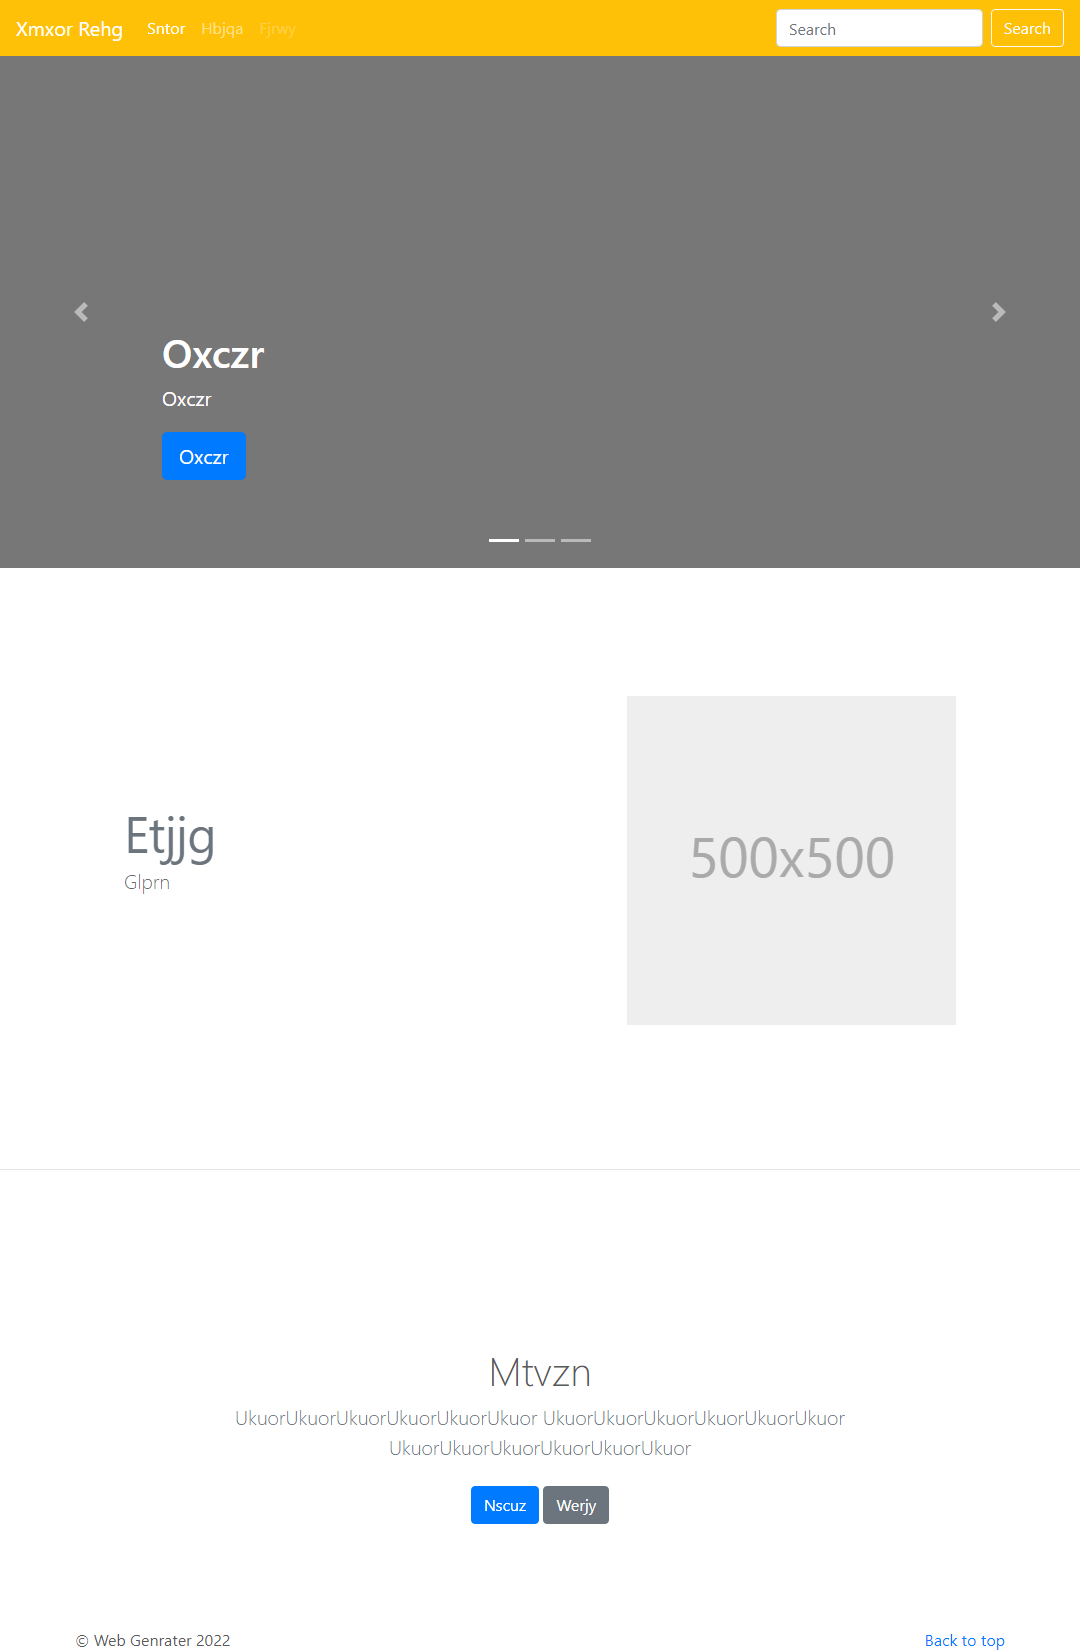 Xmxor Rehg Sntor Hbjqa Fjrwy Search Search
Oxczr
Oxczr
Oxczr
Etjjg
Glprn
500x500
Mtvzn
UkuorUkuorUkuorUkuorUkuorUkuor UkuorUkuorUkuorUkuorUkuorUkuor
UkuorUkuorUkuorUkuorUkuorUkuor
Nscuz Werjy
© Web Genrater 2022 Back to top